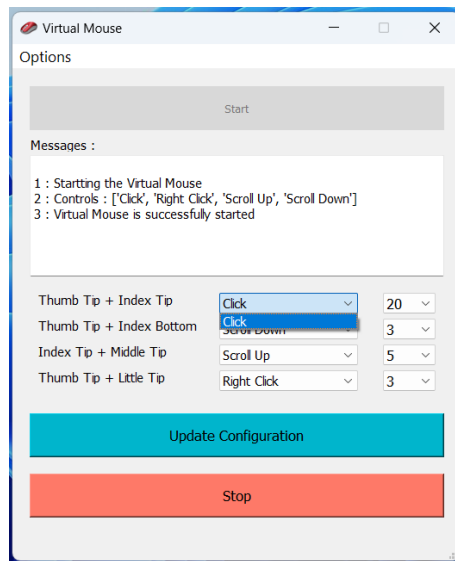 Virtual Mouse
Options
Start
Messages :
1 : Startting the Virtual Mouse
2 : Controls : ['Click', 'Right Click', 'Scroll Up', 'Scroll Down']
3 : Virtual Mouse is successfully started
Thumb Tip + Index Tip Click 20
Click
Thumb Tip + Index Bottom Scroll Down 3
Index Tip + Middle Tip Scroll Up 5
Thumb Tip + Little Tip Right Click 3
Update Configuration
Stop